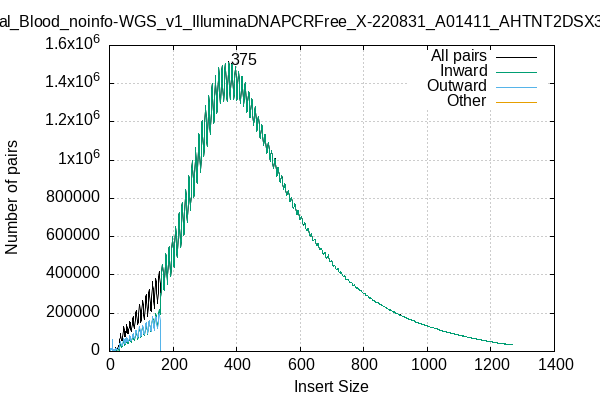 al_Blood_noinfo-WGS_v1_IlluminaDNAPCRFree_X-220831_A01411_AHTNT2DSX3
1.6x10^6
1.4x10^6
1.2x10^6
1x10^6
800000
600000
400000
200000
0
Number of pairs
375
All pairs
Inward
Outward
Other
0 200 400 600 800 1000 1200 1400
Insert Size